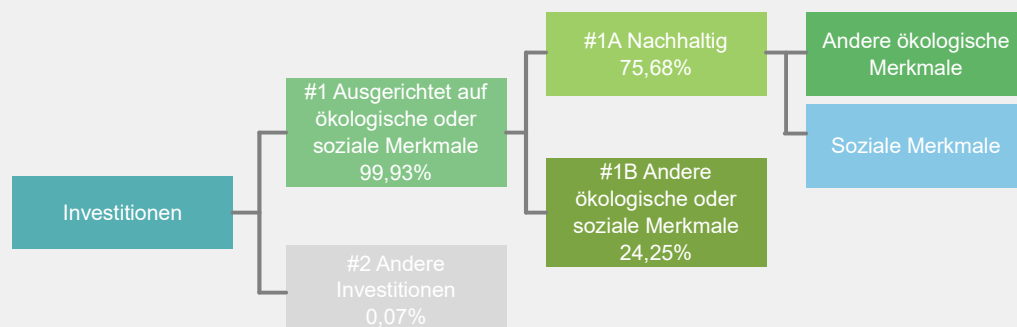 Investitionen
#1 Ausgerichtet auf
ökologische oder
soziale Merkmale
99,93%
#2 Andere
Investitionen
0,07%
#1A Nachhaltig
75,68%
#1B Andere
ökologische oder
soziale Merkmale
24,25%
Andere ökologische
Merkmale
Soziale Merkmale